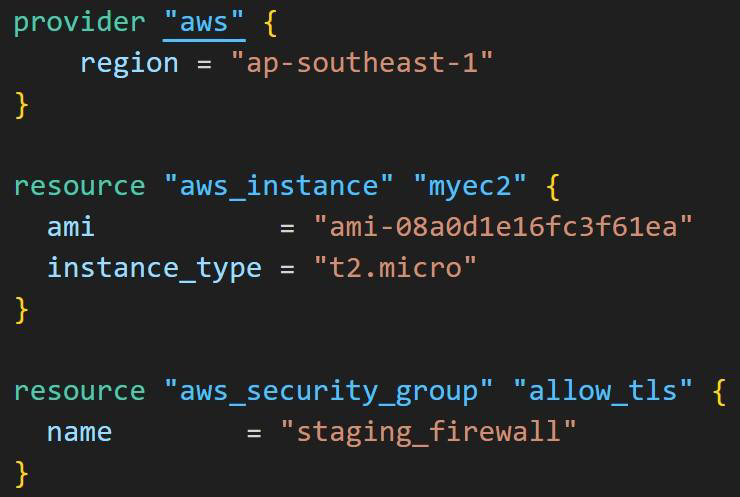 provider "aws" {
    region = "ap-southeast-1"
}
resource "aws_instance" "myec2" {
  ami           = "ami-08a0d1e16fc3f61ea"
  instance_type = "t2.micro"
}
resource "aws_security_group" "allow_tls" {
  name        = "staging_firewall"
}